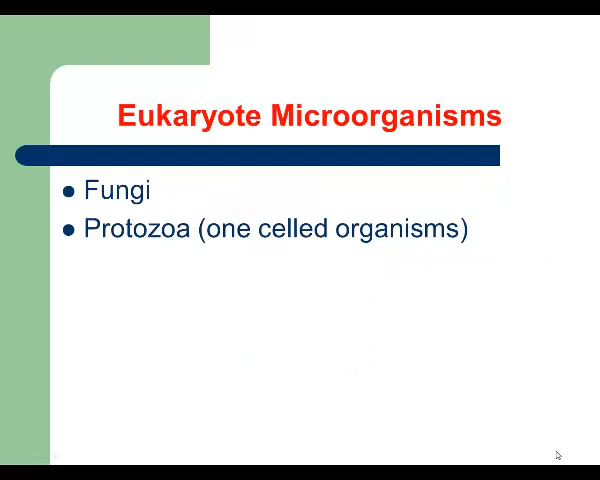 Eukaryote Microorganisms
● Fungi
● Protozoa (one celled organisms)